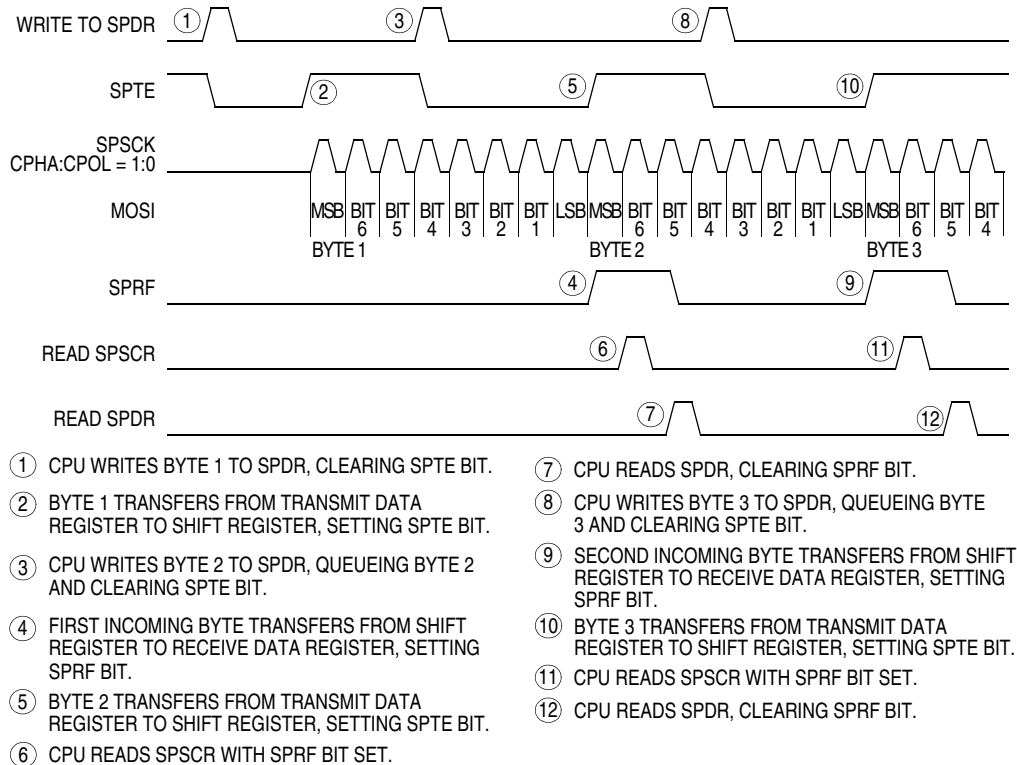 WRITE TO SPDR
1
3
8
SPTE
2
5
10
SPSCK
CPHA:CPOL = 1:0
MOSI
MSB BIT BIT BIT BIT BIT BIT LSB MSB BIT BIT BIT BIT BIT BIT LSB MSB BIT BIT BIT
6 5 4 3 2 1 6 5 4 3 2 1 6 5 4
BYTE 1 BYTE 2 BYTE 3
SPRF
4
9
READ SPSCR
6
11
READ SPDR
7
12
1 CPU WRITES BYTE 1 TO SPDR, CLEARING SPTE BIT.
2 BYTE 1 TRANSFERS FROM TRANSMIT DATA
REGISTER TO SHIFT REGISTER, SETTING SPTE BIT.
3 CPU WRITES BYTE 2 TO SPDR, QUEUEING BYTE 2
AND CLEARING SPTE BIT.
4 FIRST INCOMING BYTE TRANSFERS FROM SHIFT
REGISTER TO RECEIVE DATA REGISTER, SETTING
SPRF BIT.
5 BYTE 2 TRANSFERS FROM TRANSMIT DATA
REGISTER TO SHIFT REGISTER, SETTING SPTE BIT.
6 CPU READS SPSCR WITH SPRF BIT SET.
7 CPU READS SPDR, CLEARING SPRF BIT.
8 CPU WRITES BYTE 3 TO SPDR, QUEUEING BYTE
3 AND CLEARING SPTE BIT.
9 SECOND INCOMING BYTE TRANSFERS FROM SHIFT
REGISTER TO RECEIVE DATA REGISTER, SETTING
SPRF BIT.
10 BYTE 3 TRANSFERS FROM TRANSMIT DATA
REGISTER TO SHIFT REGISTER, SETTING SPTE BIT.
11 CPU READS SPSCR WITH SPRF BIT SET.
12 CPU READS SPDR, CLEARING SPRF BIT.